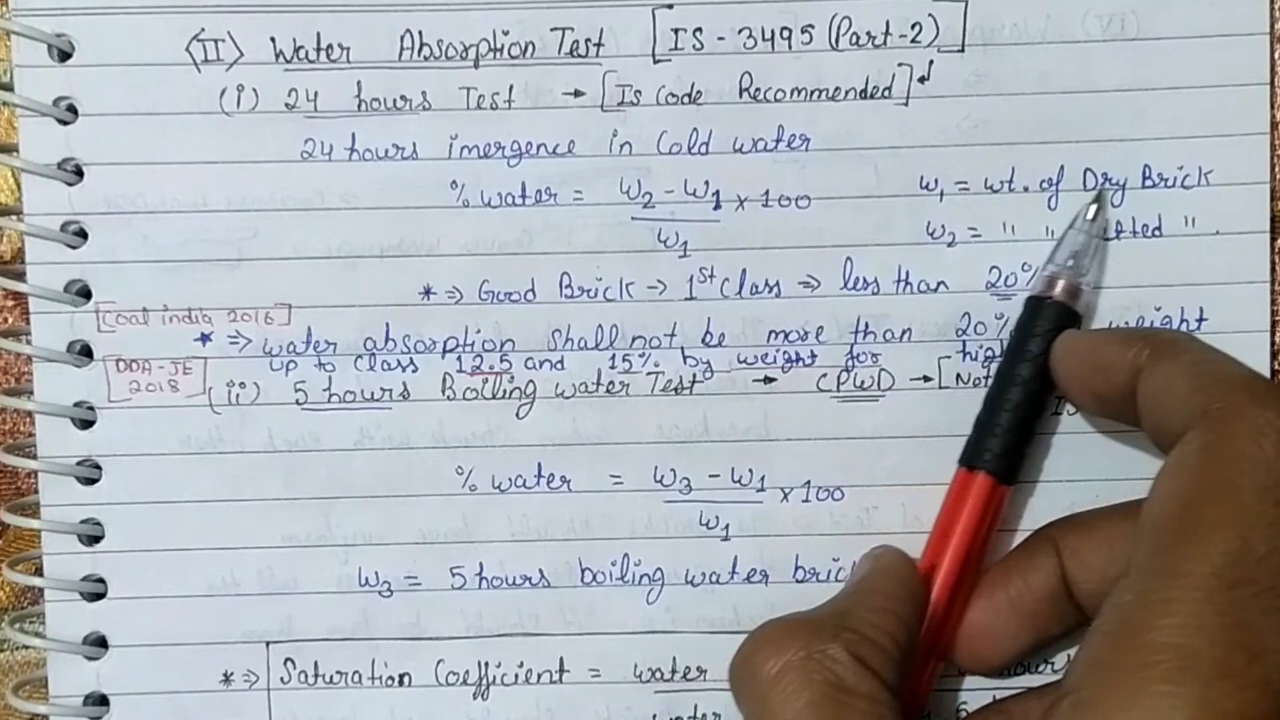 (II) Water Absorption Test [IS - 3495 (Part-2)]
(i) 24 hours Test → [Is Code Recommended]
24 hours imergence in Cold water
% water = W2 - W1 / W1 × 100
W1 = wt. of Dry Brick
W2 = " " "
* ⇒ Good Brick → 1st Class ⇒ less than 20%
[Coal india 2016]
* ⇒ water absorption shall not be more than 20% weight
up to class 12.5 and 15% by weight for
[DDA-JE 2018]
(ii) 5 hours Boiling water Test → CPWD → [Not
% water = W3 - W1 / W1 × 100
W3 = 5 hours boiling water
* ⇒ Saturation Coefficient = water hours
water 5